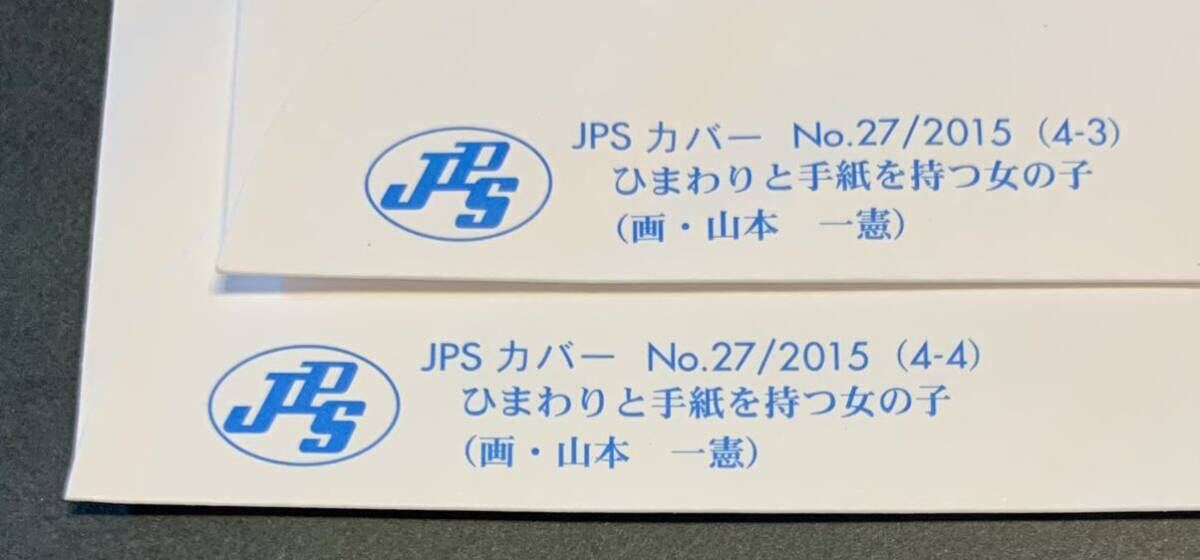 JPS
JPS カバー No.27/2015（4-3）
ひまわりと手紙を持つ女の子
（画・山本　一憲）
JPS
JPS カバー No.27/2015（4-4）
ひまわりと手紙を持つ女の子
（画・山本　一憲）